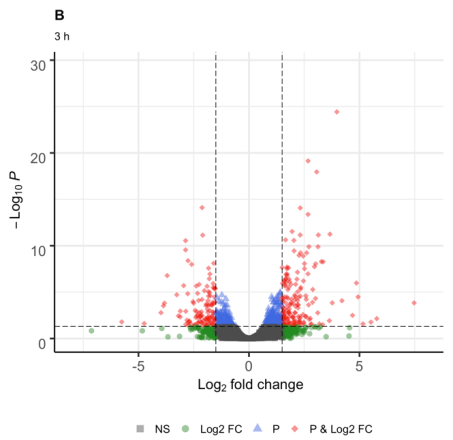 B
3 h
30
20
10
0
− Log₁₀ P
-5
0
5
Log₂ fold change
NS
Log2 FC
P
P & Log2 FC